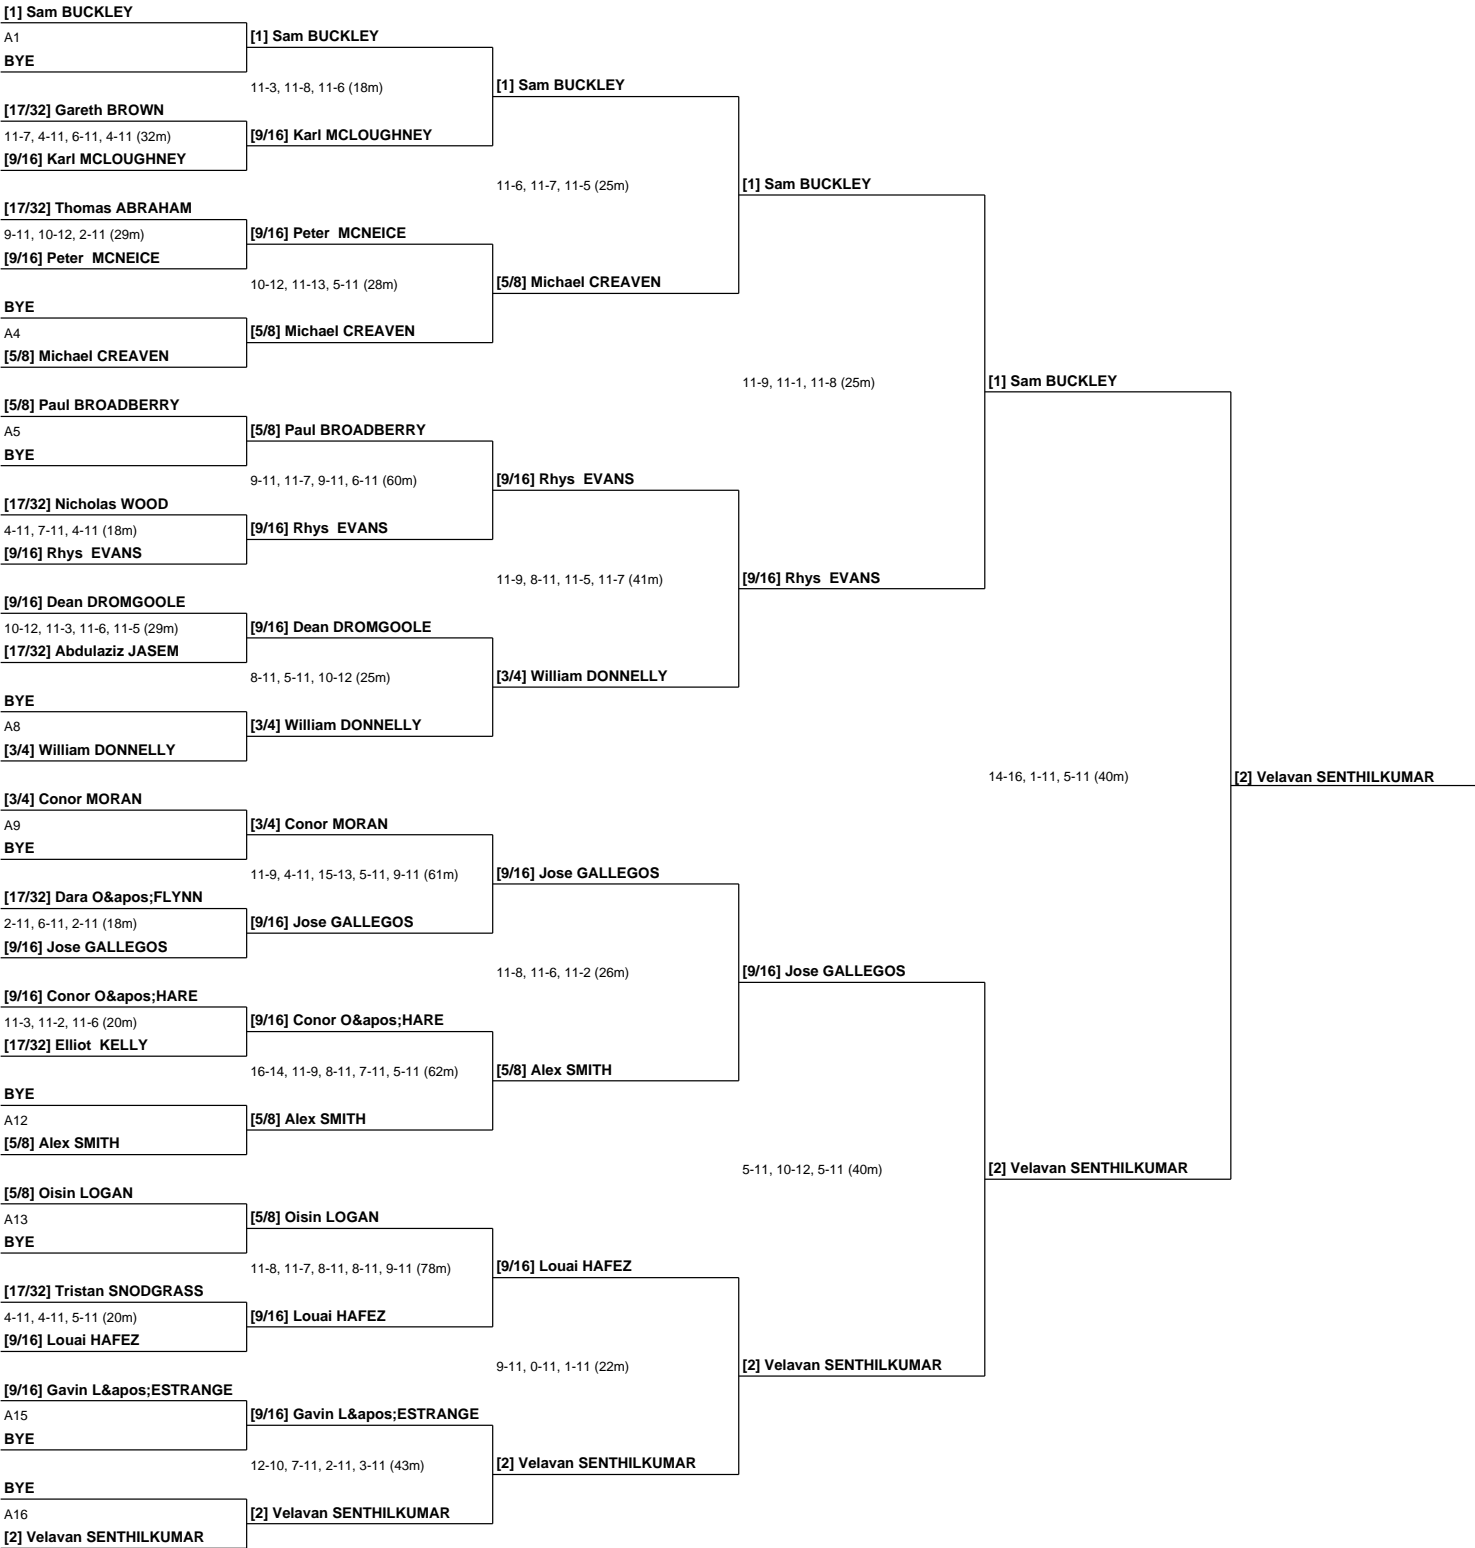 [1] Sam BUCKLEY
A1
BYE
[17/32] Gareth BROWN
11-7, 4-11, 6-11, 4-11 (32m)
[9/16] Karl MCLOUGHNEY
[17/32] Thomas ABRAHAM
9-11, 10-12, 2-11 (29m)
[9/16] Peter  MCNEICE
BYE
A4
[5/8] Michael CREAVEN
[5/8] Paul BROADBERRY
A5
BYE
[17/32] Nicholas WOOD
4-11, 7-11, 4-11 (18m)
[9/16] Rhys  EVANS
[9/16] Dean DROMGOOLE
10-12, 11-3, 11-6, 11-5 (29m)
[17/32] Abdulaziz JASEM
BYE
A8
[3/4] William DONNELLY
[3/4] Conor MORAN
A9
BYE
[17/32] Dara O&apos;FLYNN
2-11, 6-11, 2-11 (18m)
[9/16] Jose GALLEGOS
[9/16] Conor O&apos;HARE
11-3, 11-2, 11-6 (20m)
[17/32] Elliot  KELLY
BYE
A12
[5/8] Alex SMITH
[5/8] Oisin LOGAN
A13
BYE
[17/32] Tristan SNODGRASS
4-11, 4-11, 5-11 (20m)
[9/16] Louai HAFEZ
[9/16] Gavin L&apos;ESTRANGE
A15
BYE
BYE
A16
[2] Velavan SENTHILKUMAR
[1] Sam BUCKLEY
11-3, 11-8, 11-6 (18m)
[9/16] Karl MCLOUGHNEY
[9/16] Peter  MCNEICE
10-12, 11-13, 5-11 (28m)
[5/8] Michael CREAVEN
[5/8] Paul BROADBERRY
9-11, 11-7, 9-11, 6-11 (60m)
[9/16] Rhys  EVANS
[9/16] Dean DROMGOOLE
8-11, 5-11, 10-12 (25m)
[3/4] William DONNELLY
[3/4] Conor MORAN
11-9, 4-11, 15-13, 5-11, 9-11 (61m)
[9/16] Jose GALLEGOS
[9/16] Conor O&apos;HARE
16-14, 11-9, 8-11, 7-11, 5-11 (62m)
[5/8] Alex SMITH
[5/8] Oisin LOGAN
11-8, 11-7, 8-11, 8-11, 9-11 (78m)
[9/16] Louai HAFEZ
[9/16] Gavin L&apos;ESTRANGE
12-10, 7-11, 2-11, 3-11 (43m)
[2] Velavan SENTHILKUMAR
[1] Sam BUCKLEY
11-6, 11-7, 11-5 (25m)
[5/8] Michael CREAVEN
[9/16] Rhys  EVANS
11-9, 8-11, 11-5, 11-7 (41m)
[3/4] William DONNELLY
[9/16] Jose GALLEGOS
11-8, 11-6, 11-2 (26m)
[5/8] Alex SMITH
[9/16] Louai HAFEZ
9-11, 0-11, 1-11 (22m)
[2] Velavan SENTHILKUMAR
[1] Sam BUCKLEY
11-9, 11-1, 11-8 (25m)
[9/16] Rhys  EVANS
[9/16] Jose GALLEGOS
5-11, 10-12, 5-11 (40m)
[2] Velavan SENTHILKUMAR
[1] Sam BUCKLEY
14-16, 1-11, 5-11 (40m)
[2] Velavan SENTHILKUMAR
[2] Velavan SENTHILKUMAR